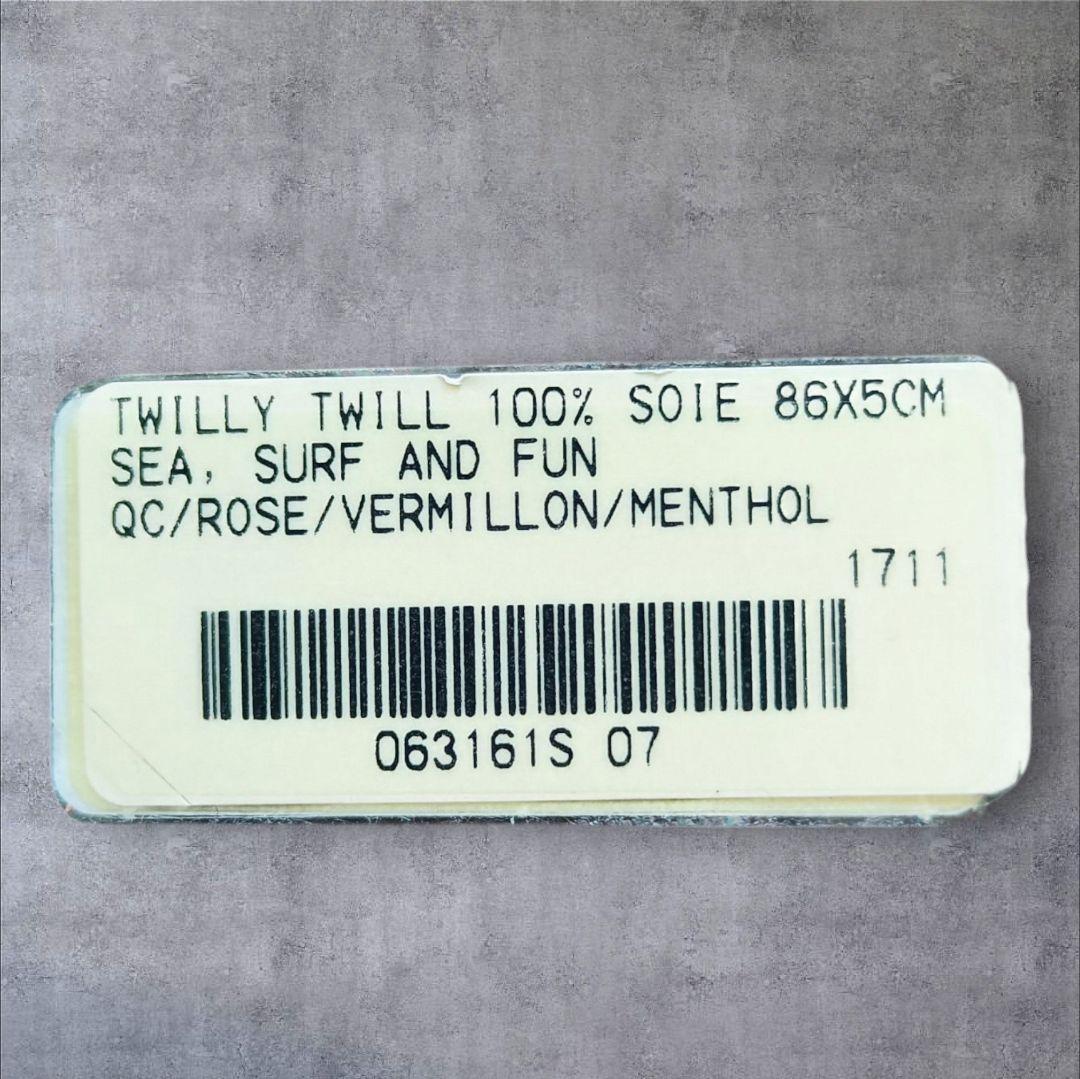 TWILLY TWILL 100% SOIE 86X5CM
SEA, SURF AND FUN
QC/ROSE/VERMILLON/MENTHOL
1711
063161S 07